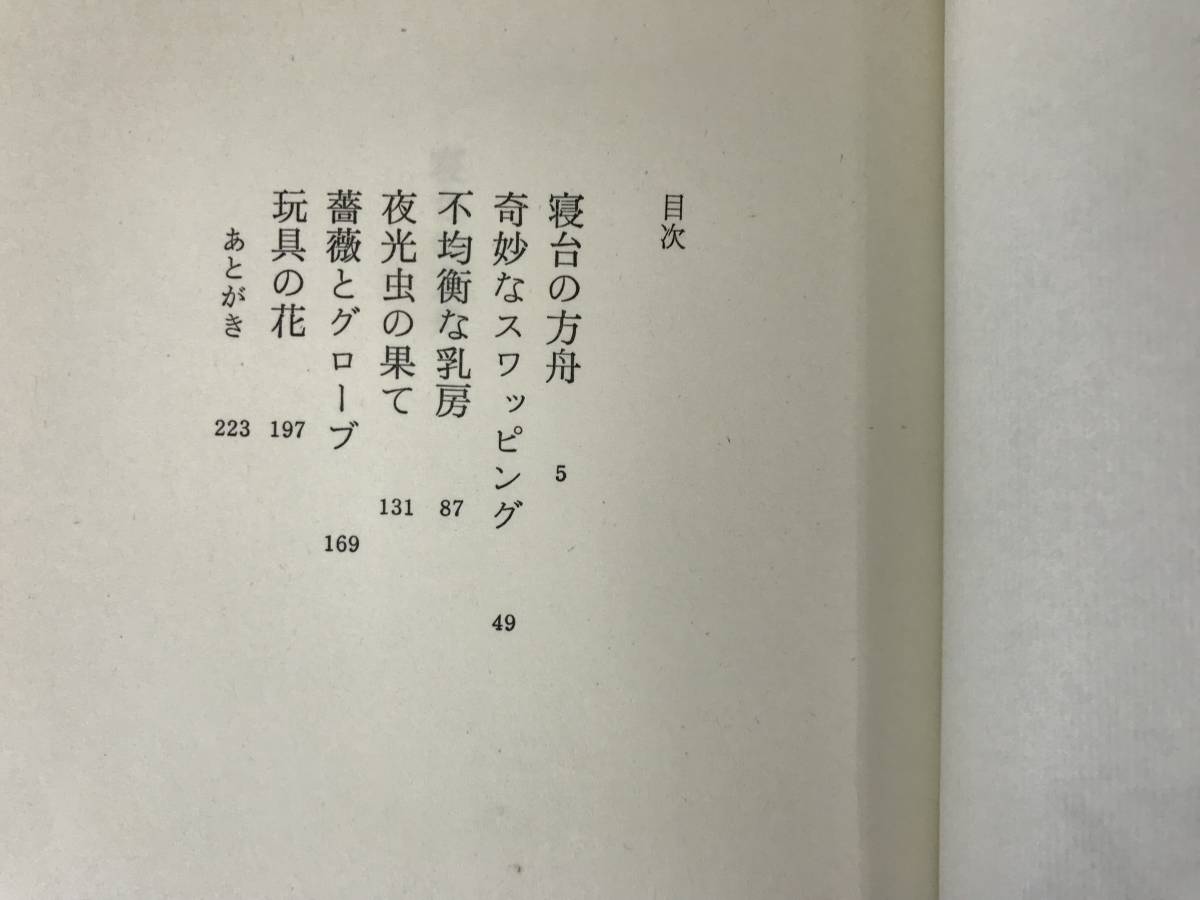 目次
寝台の方舟 5
奇妙なスワッピング 49
不均衡な乳房 87
夜光虫の果て 131
薔薇とグローブ 169
玩具の花 197
あとがき 223